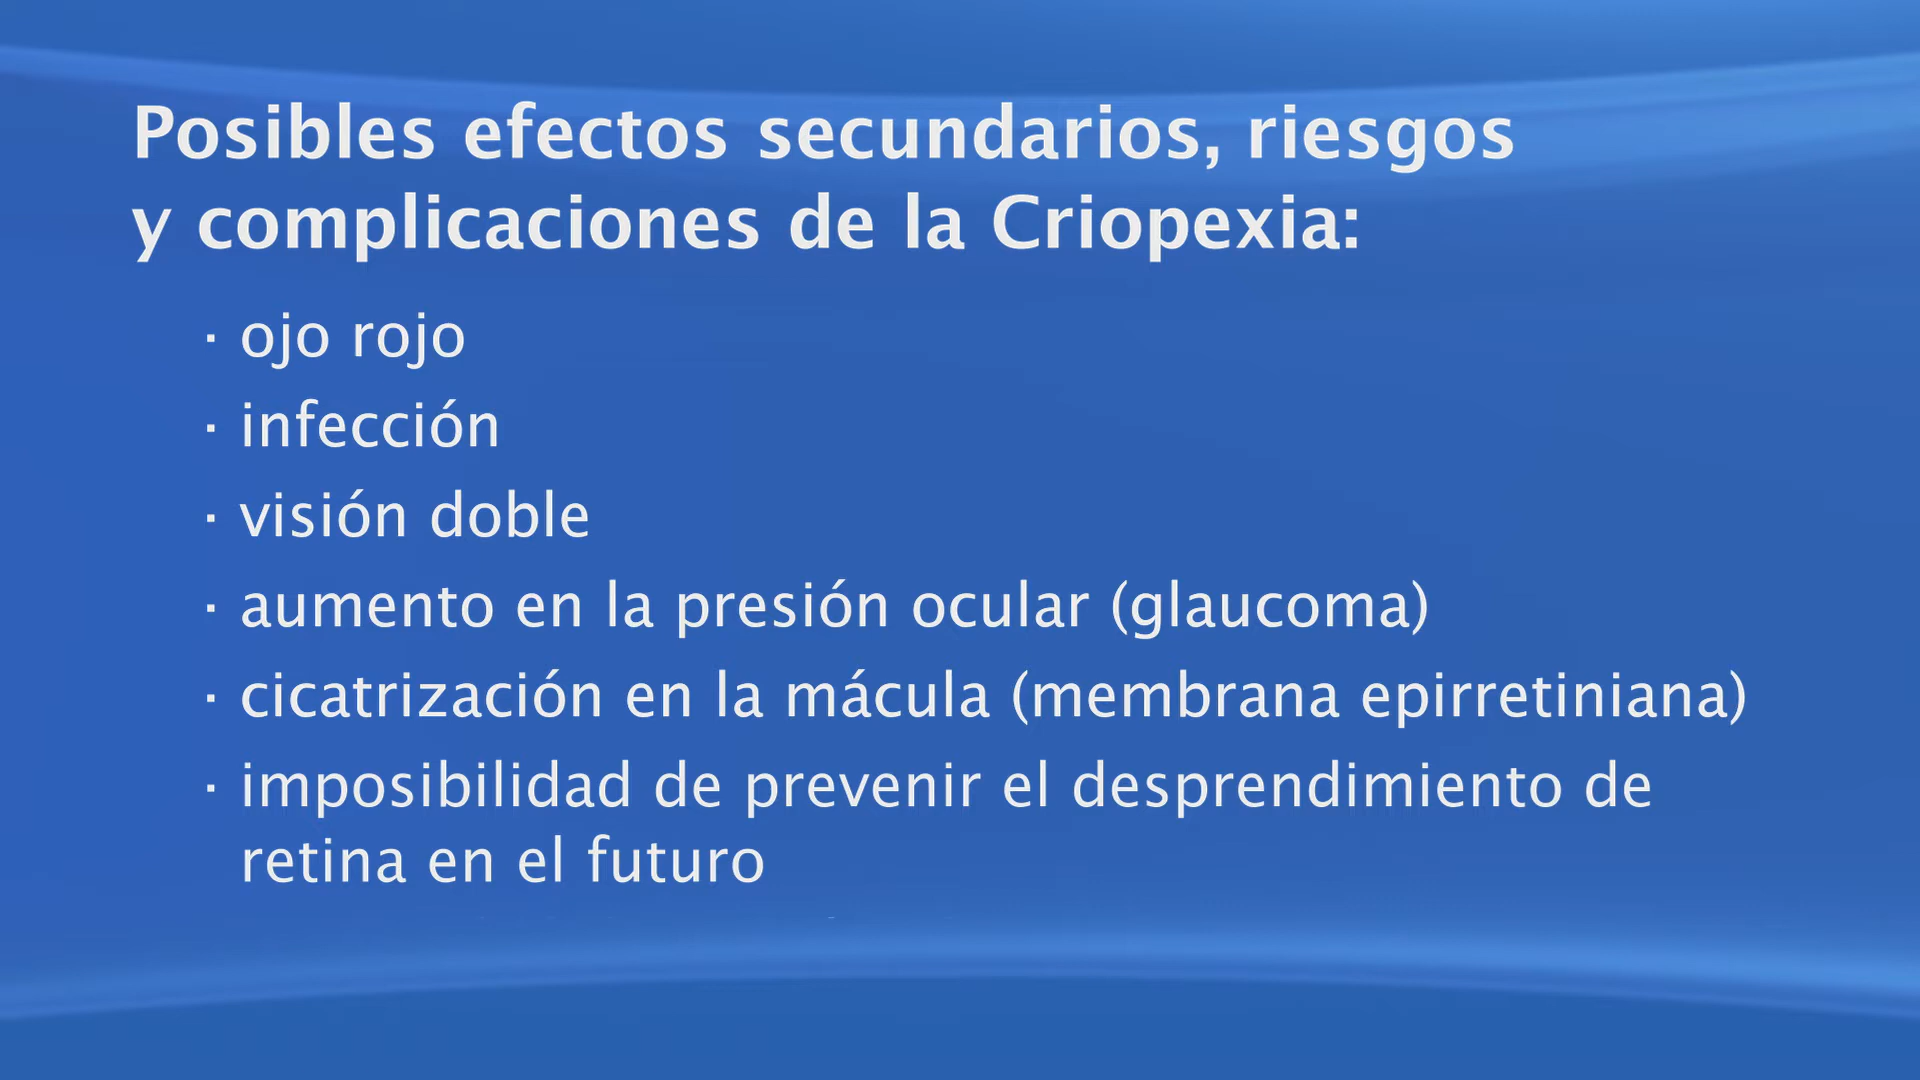 Posibles efectos secundarios, riesgos
y complicaciones de la Criopexia:
· ojo rojo
· infección
· visión doble
· aumento en la presión ocular (glaucoma)
· cicatrización en la mácula (membrana epirretiniana)
· imposibilidad de prevenir el desprendimiento de
retina en el futuro